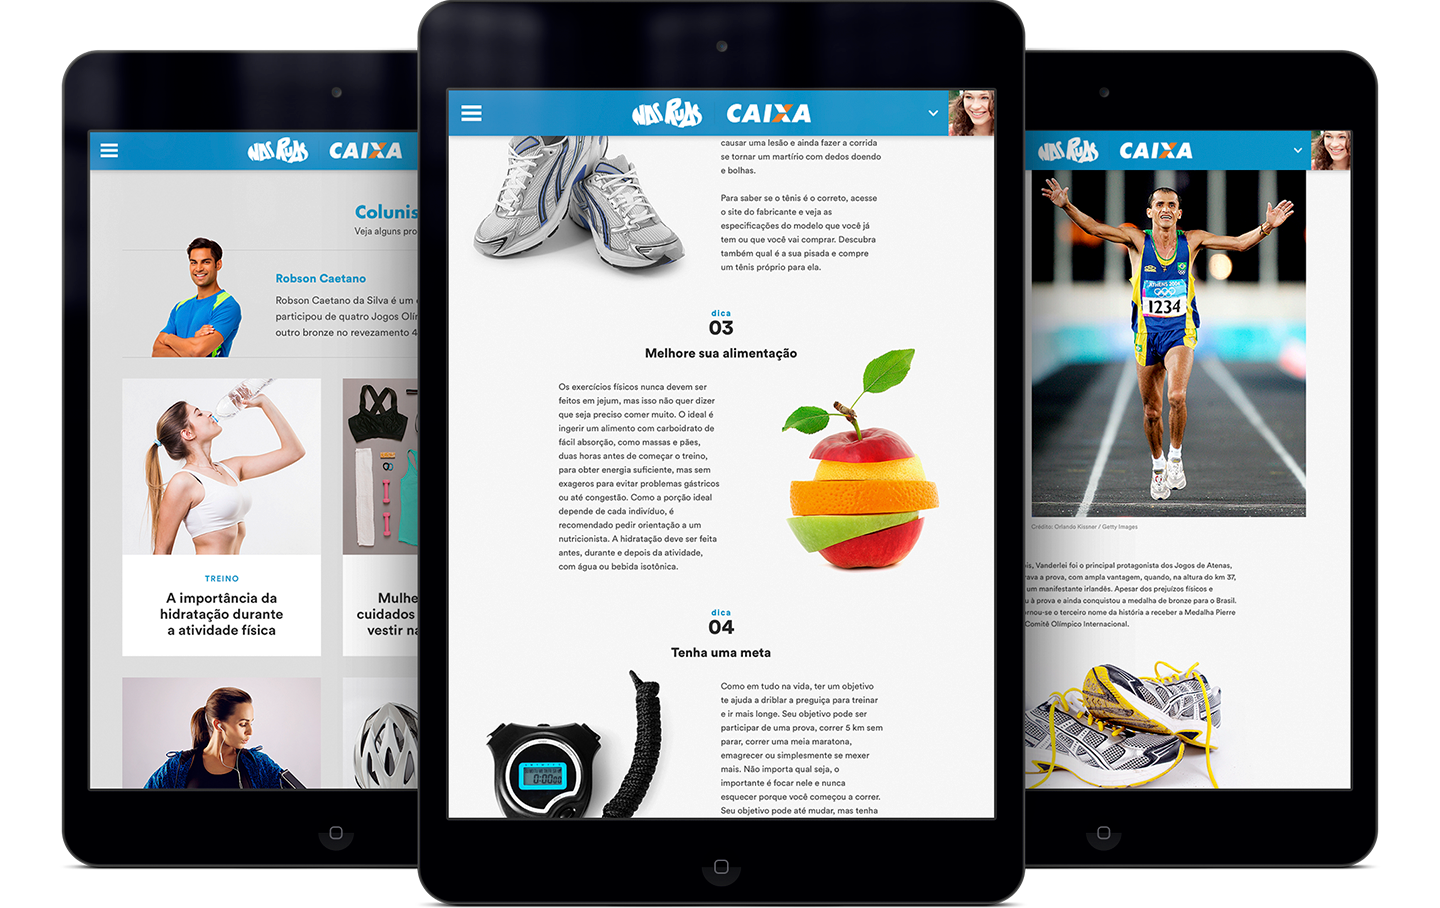 NAS RUAS CAIXA
Colunis
Veja alguns pro
Robson Caetano
Robson Caetano da Silva é um
participou de quatro Jogos Olím
outro bronze no revezamento 4
TREINO
A importância da
hidratação durante
a atividade física
Mulhe
cuidados
vestir na
NAS RUAS CAIXA
causar uma lesão e ainda fazer a corrida
se tornar um martírio com dedos doendo
e bolhas.
Para saber se o tênis é o correto, acesse
o site do fabricante e veja as
especificações do modelo que você já
tem ou que você vai comprar. Descubra
também qual é a sua pisada e compre
um tênis próprio para ela.
dica
03
Melhore sua alimentação
Os exercícios físicos nunca devem ser
feitos em jejum, mas isso não quer dizer
que seja preciso comer muito. O ideal é
ingerir um alimento com carboidrato de
fácil absorção, como massas e pães,
duas horas antes de começar o treino,
para obter energia suficiente, mas sem
exageros para evitar problemas gástricos
ou até congestão. Como a porção ideal
depende de cada indivíduo, é
recomendado pedir orientação a um
nutricionista. A hidratação deve ser feita
antes, durante e depois da atividade,
com água ou bebida isotônica.
dica
04
Tenha uma meta
Como em tudo na vida, ter um objetivo
te ajuda a driblar a preguiça para treinar
e ir mais longe. Seu objetivo pode ser
participar de uma prova, correr 5 km sem
parar, correr uma meia maratona,
emagrecer ou simplesmente se mexer
mais. Não importa qual seja, o
importante é focar nele e nunca
esquecer porque você começou a correr.
Seu objetivo pode até mudar, mas tenha
0:00
NAS RUAS CAIXA
ATHENS 2004
1234
Crédito: Orlando Kissner / Getty Images
is, Vanderlei foi o principal protagonista dos Jogos de Atenas,
ava a prova, com ampla vantagem, quando, na altura do km 37,
um manifestante irlandês. Apesar dos prejuízos físicos e
u à prova e ainda conquistou a medalha de bronze para o Brasil.
rnou-se o terceiro nome da história a receber a Medalha Pierre
Comitê Olímpico Internacional.